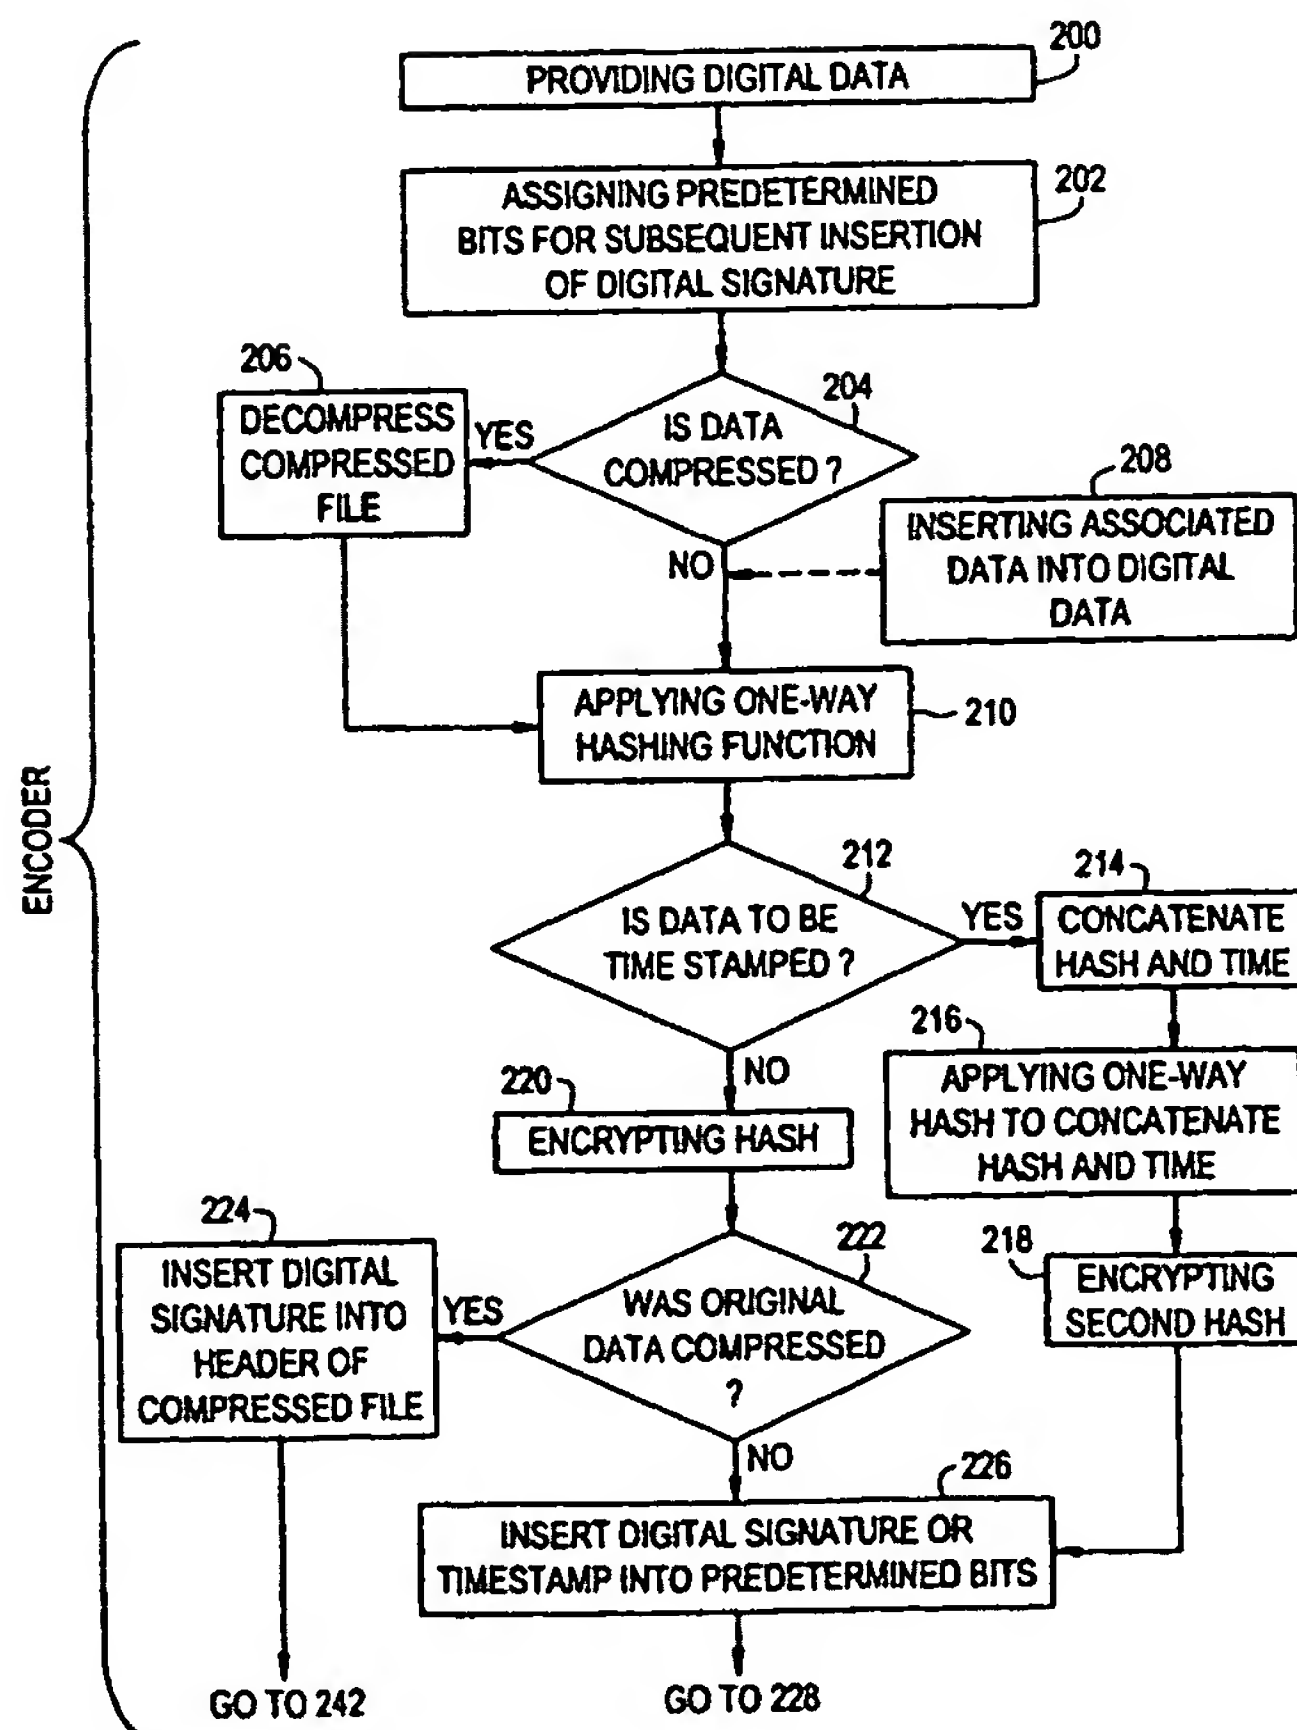 200
PROVIDING DIGITAL DATA
202
ASSIGNING PREDETERMINED
BITS FOR SUBSEQUENT INSERTION
OF DIGITAL SIGNATURE
206
DECOMPRESS
COMPRESSED
FILE
YES
204
IS DATA
COMPRESSED ?
NO
208
INSERTING ASSOCIATED
DATA INTO DIGITAL
DATA
APPLYING ONE-WAY
HASHING FUNCTION
210
ENCODER
212
IS DATA TO BE
TIME STAMPED ?
YES
214
CONCATENATE
HASH AND TIME
216
APPLYING ONE-WAY
HASH TO CONCATENATE
HASH AND TIME
NO
220
ENCRYPTING HASH
218
ENCRYPTING
SECOND HASH
224
INSERT DIGITAL
SIGNATURE INTO
HEADER OF
COMPRESSED FILE
YES
222
WAS ORIGINAL
DATA COMPRESSED
?
NO
226
INSERT DIGITAL SIGNATURE OR
TIMESTAMP INTO PREDETERMINED BITS
GO TO 242
GO TO 228